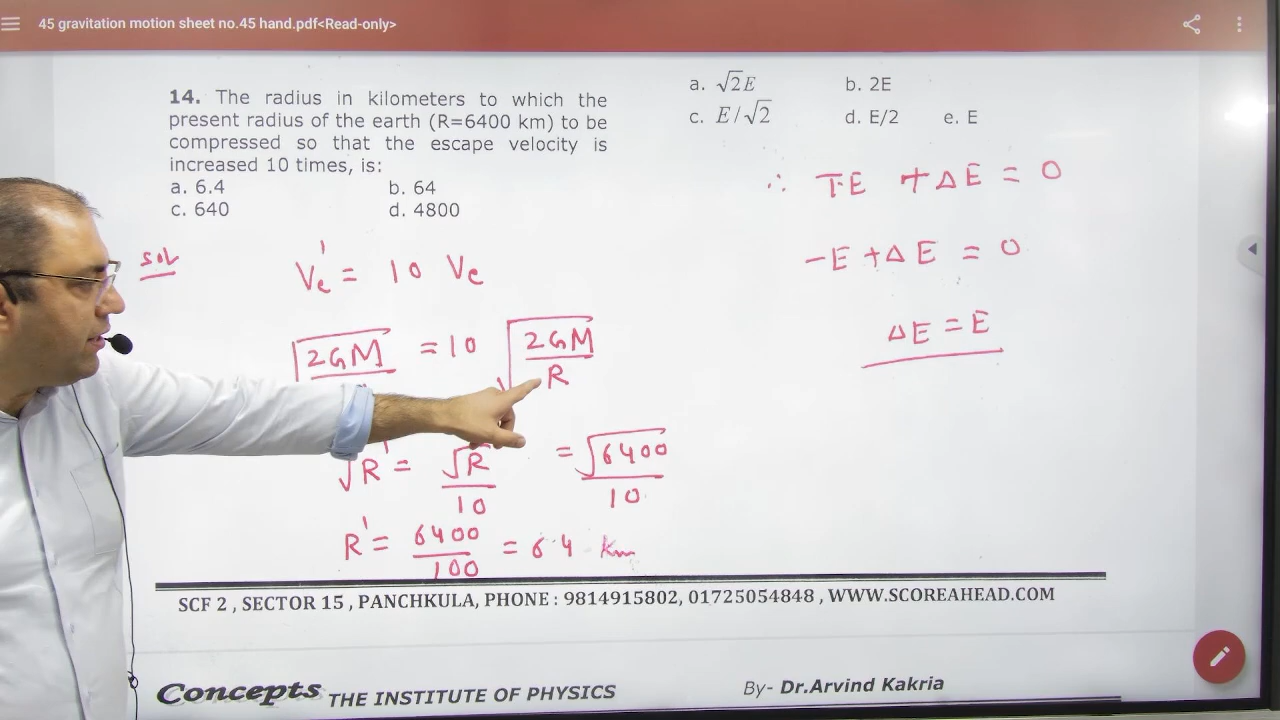 45 gravitation motion sheet no.45 hand.pdf<Read-only>
14. The radius in kilometers to which the
present radius of the earth (R=6400 km) to be
compressed so that the escape velocity is
increased 10 times, is:
a. 6.4 b. 64
c. 640 d. 4800
sol
Ve' = 10 Ve
√2GM = 10 √2GM/R
√R' = √R/10 = √6400/10
R' = 6400/100 = 64 Km
a. √2E b. 2E
c. E/√2 d. E/2 e. E
∴ TE + ΔE = 0
-E + ΔE = 0
ΔE = E
SCF 2 , SECTOR 15 , PANCHKULA, PHONE : 9814915802, 01725054848 , WWW.SCOREAHEAD.COM
Concepts THE INSTITUTE OF PHYSICS By- Dr.Arvind Kakria